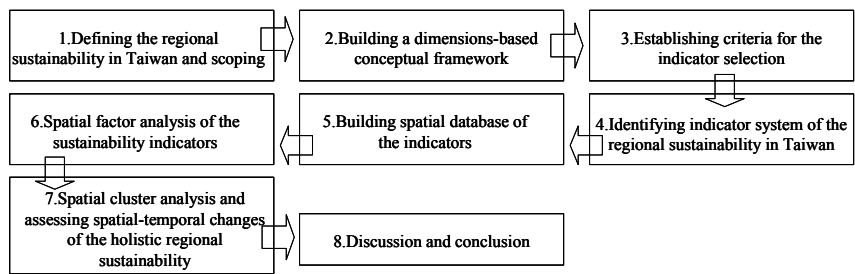 1.Defining the regional
sustainability in Taiwan and scoping
2.Building a dimensions-based
conceptual framework
3.Establishing criteria for the
indicator selection
4.Identifying indicator system of the
regional sustainability in Taiwan
5.Building spatial database of
the indicators
6.Spatial factor analysis of the
sustainability indicators
7.Spatial cluster analysis and
assessing spatial-temporal changes
of the holistic regional
sustainability
8.Discussion and conclusion